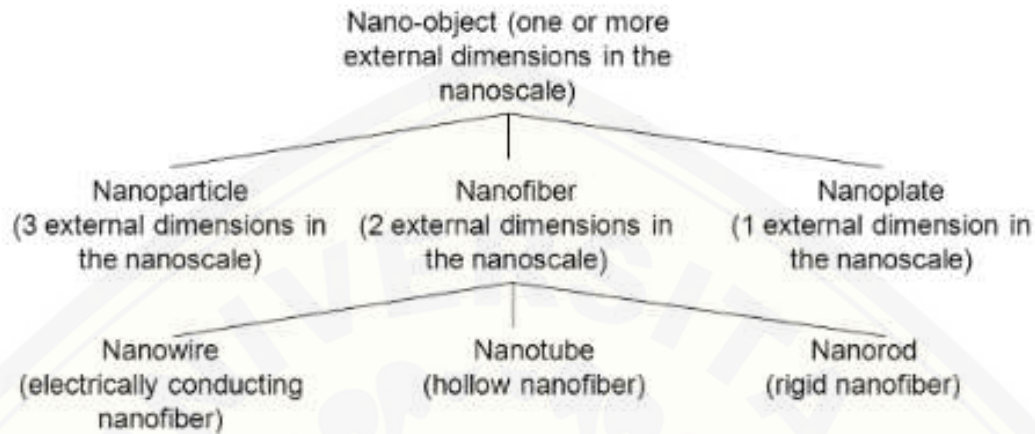 Nano-object (one or more
external dimensions in the
nanoscale)
Nanoparticle
(3 external dimensions in
the nanoscale)
Nanofiber
(2 external dimensions in
the nanoscale)
Nanoplate
(1 external dimension in
the nanoscale)
Nanowire
(electrically conducting
nanofiber)
Nanotube
(hollow nanofiber)
Nanorod
(rigid nanofiber)
IVERSIT